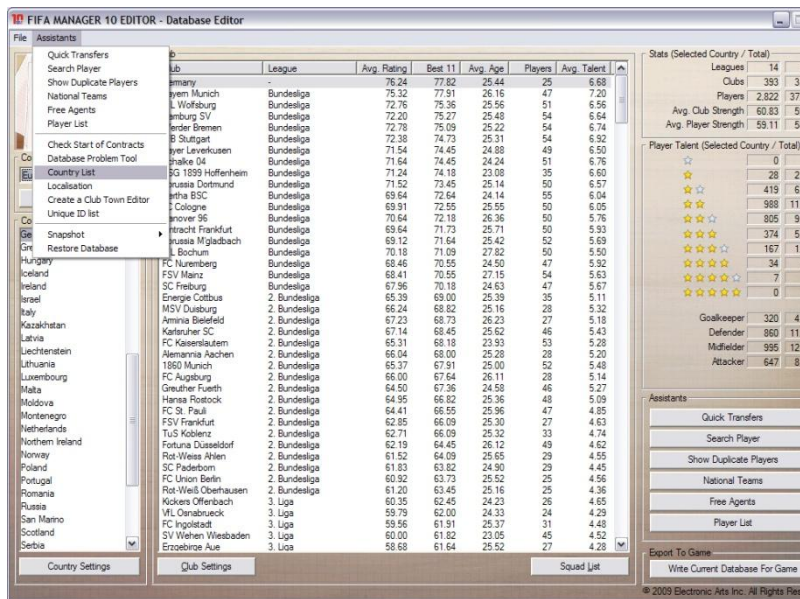 FIFA MANAGER 10 EDITOR - Database Editor
File Assistants
Quick Transfers
Search Player
Show Duplicate Players
National Teams
Free Agents
Player List
Check Start of Contracts
Database Problem Tool
Country List
Localisation
Create a Club Town Editor
Unique ID list
Snapshot
Restore Database
Hungary
Iceland
Ireland
Israel
Italy
Kazakhstan
Latvia
Liechtenstein
Lithuania
Luxembourg
Malta
Moldova
Montenegro
Netherlands
Northern Ireland
Norway
Poland
Portugal
Romania
Russia
San Marino
Scotland
Serbia
Country Settings
League Avg. Rating Best 11 Avg. Age Players Avg. Talent
- 76.24 77.82 25.44 25 6.68
Bundesliga 75.32 77.91 26.16 47 7.20
Wolfsburg Bundesliga 72.76 75.36 25.56 51 6.56
SV Bundesliga 72.20 75.27 25.48 54 6.64
Bremen Bundesliga 72.78 75.09 25.22 54 6.74
Stuttgart Bundesliga 72.38 74.73 25.31 54 6.92
Leverkusen Bundesliga 71.54 74.45 24.88 49 6.50
04 Bundesliga 71.64 74.45 24.24 51 6.76
1899 Hoffenheim Bundesliga 71.24 74.18 23.08 35 6.60
Dortmund Bundesliga 71.52 73.45 25.14 50 6.57
BSC Bundesliga 69.64 72.64 24.14 55 6.04
Cologne Bundesliga 69.91 72.55 25.50 60 6.05
96 Bundesliga 70.64 72.18 26.36 50 5.76
Frankfurt Bundesliga 69.64 71.73 25.71 50 5.93
M'gladbach Bundesliga 69.12 71.64 25.42 52 5.69
Bochum Bundesliga 70.18 71.09 27.82 50 5.50
FC Nuremberg Bundesliga 68.46 70.55 24.50 47 5.92
FSV Mainz Bundesliga 68.41 70.55 27.15 54 5.63
SC Freiburg Bundesliga 67.96 70.18 24.63 47 5.67
Energie Cottbus 2. Bundesliga 65.39 69.00 25.39 35 5.11
MSV Duisburg 2. Bundesliga 66.24 68.82 25.16 28 5.32
Arminia Bielefeld 2. Bundesliga 67.23 68.73 26.23 27 5.18
Karlsruher SC 2. Bundesliga 67.14 68.45 25.62 46 5.43
FC Kaiserslautern 2. Bundesliga 65.31 68.18 23.93 53 5.28
Alemannia Aachen 2. Bundesliga 66.04 68.00 25.28 28 5.20
1860 Munich 2. Bundesliga 65.37 67.91 25.00 52 5.48
FC Augsburg 2. Bundesliga 66.00 67.64 26.11 28 5.14
Greuther Fuerth 2. Bundesliga 64.50 67.36 24.58 46 5.27
Hansa Rostock 2. Bundesliga 64.95 66.82 25.36 48 5.09
FC St. Pauli 2. Bundesliga 64.41 66.55 25.96 47 4.85
FSV Frankfurt 2. Bundesliga 62.85 66.09 25.30 27 4.63
TuS Koblenz 2. Bundesliga 62.71 66.09 25.32 33 4.74
Fortuna Düsseldorf 2. Bundesliga 62.19 64.45 26.12 49 4.62
Rot-Weiss Ahlen 2. Bundesliga 61.52 64.09 25.65 29 4.55
SC Paderborn 2. Bundesliga 61.83 63.82 24.90 29 4.45
FC Union Berlin 2. Bundesliga 60.92 63.73 25.52 25 4.56
Rot-Weiß Oberhausen 2. Bundesliga 61.20 63.45 25.16 25 4.36
Kickers Offenbach 3. Liga 60.35 62.45 24.23 26 4.65
VfL Osnabrueck 3. Liga 59.79 62.00 24.33 24 4.29
FC Ingolstadt 3. Liga 59.56 61.91 25.37 31 4.48
SV Wehen Wiesbaden 3. Liga 60.00 61.82 23.05 45 4.52
Erzgebirge Aue 3. Liga 58.68 61.64 25.52 27 4.28
Club Settings
Squad List
Stats (Selected Country / Total)
Leagues 14
Clubs 393 3
Players 2,822 37
Avg. Club Strength 60.83 5
Avg. Player Strength 59.11 5
Player Talent (Selected Country / Total)
0
28 2
419 6
988 11
805 9
374 5
167 1
34
7
0
Goalkeeper 320 4
Defender 860 11
Midfielder 995 12
Attacker 647 8
Assistants
Quick Transfers
Search Player
Show Duplicate Players
National Teams
Free Agents
Player List
Export To Game
Write Current Database For Game
© 2009 Electronic Arts Inc. All Rights Res